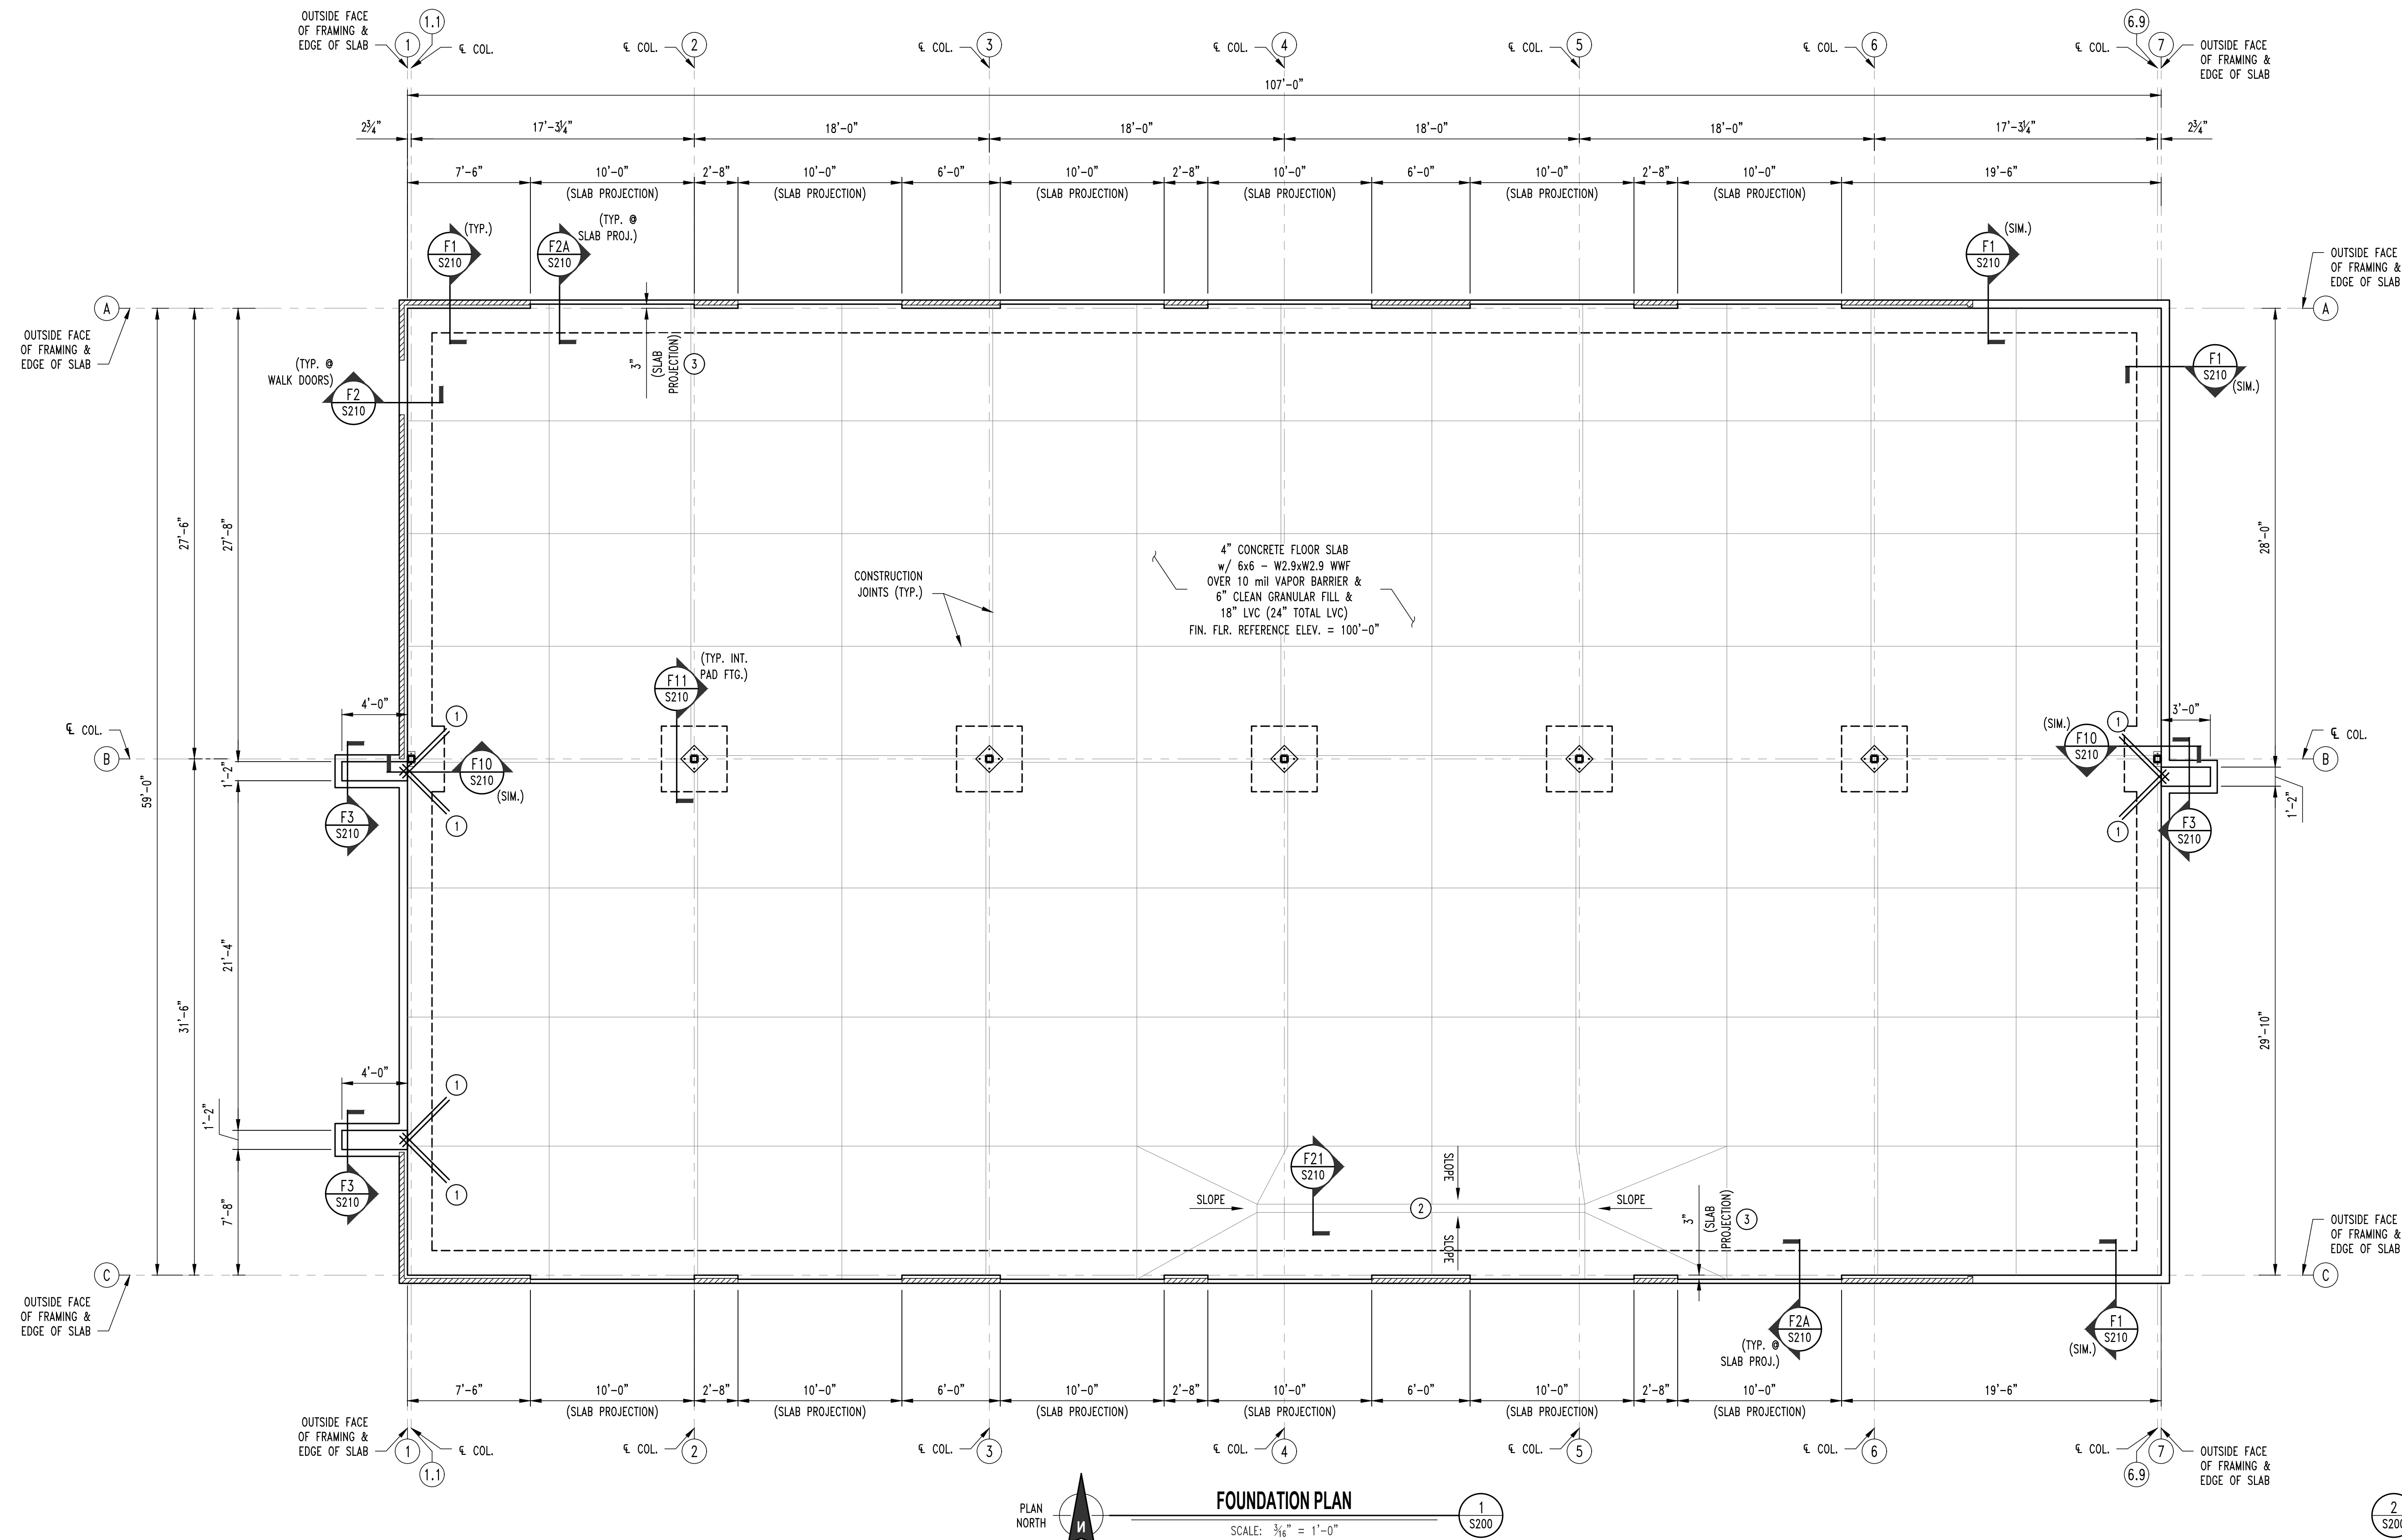 OUTSIDE FACE
OF FRAMING &
EDGE OF SLAB
1
1.1
℄ COL.
℄ COL.
2
℄ COL.
3
℄ COL.
4
℄ COL.
5
℄ COL.
6
℄ COL.
6.9
7
OUTSIDE FACE
OF FRAMING &
EDGE OF SLAB
107'-0"
2¾"
17'-3¼"
18'-0"
18'-0"
18'-0"
18'-0"
17'-3¼"
2¾"
7'-6"
10'-0"
(SLAB PROJECTION)
2'-8"
10'-0"
(SLAB PROJECTION)
6'-0"
10'-0"
(SLAB PROJECTION)
2'-8"
10'-0"
(SLAB PROJECTION)
6'-0"
10'-0"
(SLAB PROJECTION)
2'-8"
10'-0"
(SLAB PROJECTION)
19'-6"
F1
S210
(TYP.)
F2A
S210
(TYP. @
SLAB PROJ.)
F1
S210
(SIM.)
A
OUTSIDE FACE
OF FRAMING &
EDGE OF SLAB
OUTSIDE FACE
OF FRAMING &
EDGE OF SLAB
A
(TYP. @
WALK DOORS)
F2
S210
3"
(SLAB
PROJECTION)
3
F1
S210
(SIM.)
27'-6"
27'-8"
28'-0"
4" CONCRETE FLOOR SLAB
w/ 6x6 - W2.9xW2.9 WWF
OVER 10 mil VAPOR BARRIER &
6" CLEAN GRANULAR FILL &
18" LVC (24" TOTAL LVC)
FIN. FLR. REFERENCE ELEV. = 100'-0"
CONSTRUCTION
JOINTS (TYP.)
F11
S210
(TYP. INT.
PAD FTG.)
4'-0"
1
℄ COL.
B
F10
S210
(SIM.)
1
F3
S210
59'-0"
1'-2"
(SIM.)
F10
S210
1
3'-0"
℄ COL.
B
1
F3
S210
1'-2"
21'-4"
31'-6"
29'-10"
4'-0"
1
1'-2"
F3
S210
1
7'-8"
F21
S210
SLOPE
SLOPE
2
SLOPE
SLOPE
3"
(SLAB
PROJECTION)
3
C
OUTSIDE FACE
OF FRAMING &
EDGE OF SLAB
OUTSIDE FACE
OF FRAMING &
EDGE OF SLAB
C
F2A
S210
(TYP. @
SLAB PROJ.)
F1
S210
(SIM.)
7'-6"
10'-0"
(SLAB PROJECTION)
2'-8"
10'-0"
(SLAB PROJECTION)
6'-0"
10'-0"
(SLAB PROJECTION)
2'-8"
10'-0"
(SLAB PROJECTION)
6'-0"
10'-0"
(SLAB PROJECTION)
2'-8"
10'-0"
(SLAB PROJECTION)
19'-6"
OUTSIDE FACE
OF FRAMING &
EDGE OF SLAB
1
1.1
℄ COL.
℄ COL.
2
℄ COL.
3
℄ COL.
4
℄ COL.
5
℄ COL.
6
℄ COL.
6.9
7
OUTSIDE FACE
OF FRAMING &
EDGE OF SLAB
PLAN
NORTH
N
FOUNDATION PLAN
SCALE: 3/16" = 1'-0"
1
S200
2
S200